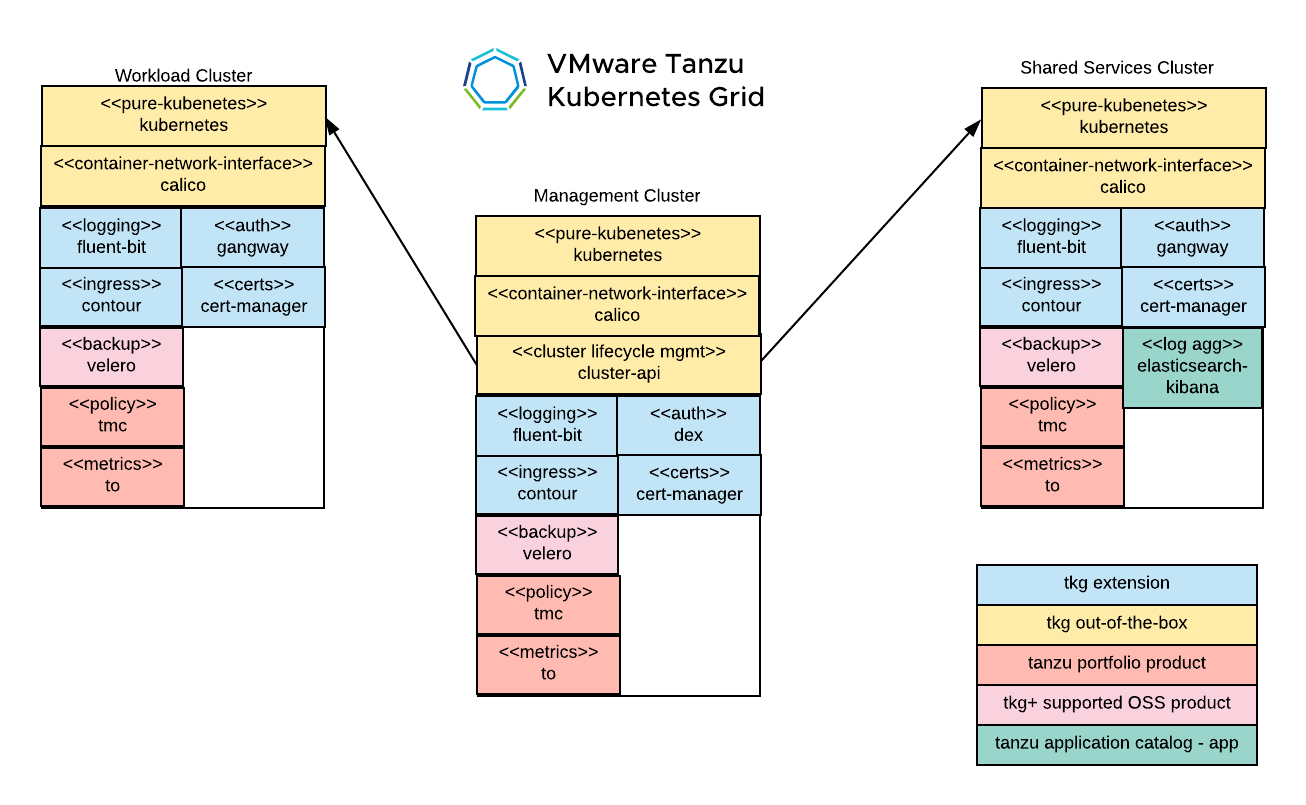 VMware Tanzu
Kubernetes Grid
Workload Cluster
<<pure-kubenetes>>
kubernetes
<<container-network-interface>>
calico
<<logging>>
fluent-bit
<<auth>>
gangway
<<ingress>>
contour
<<certs>>
cert-manager
<<backup>>
velero
<<policy>>
tmc
<<metrics>>
to
Management Cluster
<<pure-kubenetes>>
kubernetes
<<container-network-interface>>
calico
<<cluster lifecycle mgmt>>
cluster-api
<<logging>>
fluent-bit
<<auth>>
dex
<<ingress>>
contour
<<certs>>
cert-manager
<<backup>>
velero
<<policy>>
tmc
<<metrics>>
to
Shared Services Cluster
<<pure-kubenetes>>
kubernetes
<<container-network-interface>>
calico
<<logging>>
fluent-bit
<<auth>>
gangway
<<ingress>>
contour
<<certs>>
cert-manager
<<backup>>
velero
<<log agg>>
elasticsearch-
kibana
<<policy>>
tmc
<<metrics>>
to
tkg extension
tkg out-of-the-box
tanzu portfolio product
tkg+ supported OSS product
tanzu application catalog - app